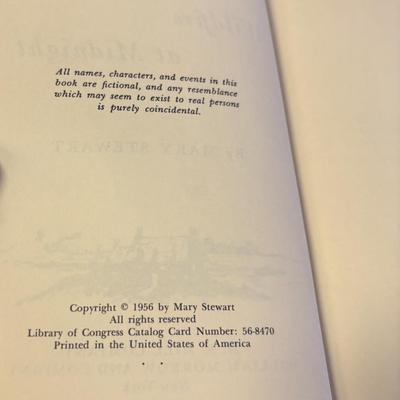 All names, characters, and events in this
book are fictional, and any resemblance
which may seem to exist to real persons
is purely coincidental.
Copyright © 1956 by Mary Stewart
All rights reserved
Library of Congress Catalog Card Number: 56-8470
Printed in the United States of America